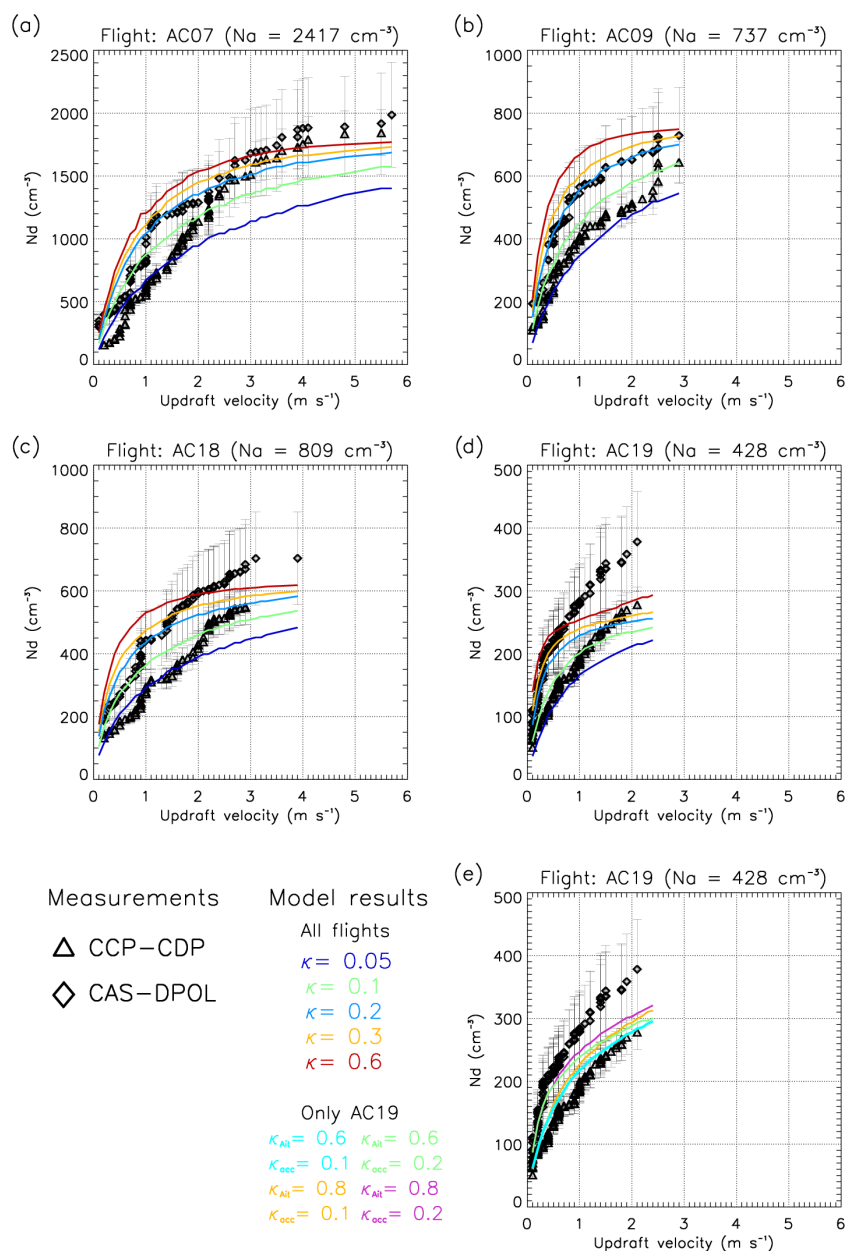 (a)
Flight: AC07 (Na = 2417 cm⁻³)
2500
2000
1500
1000
500
0
Nd (cm⁻³)
0 1 2 3 4 5 6
Updraft velocity (m s⁻¹)
(b)
Flight: AC09 (Na = 737 cm⁻³)
1000
800
600
400
200
0
Nd (cm⁻³)
0 1 2 3 4 5 6
Updraft velocity (m s⁻¹)
(c)
Flight: AC18 (Na = 809 cm⁻³)
1000
800
600
400
200
0
Nd (cm⁻³)
0 1 2 3 4 5 6
Updraft velocity (m s⁻¹)
(d)
Flight: AC19 (Na = 428 cm⁻³)
500
400
300
200
100
0
Nd (cm⁻³)
0 1 2 3 4 5 6
Updraft velocity (m s⁻¹)
Measurements
CCP-CDP
CAS-DPOL
Model results
All flights
κ= 0.05
κ= 0.1
κ= 0.2
κ= 0.3
κ= 0.6
Only AC19
κAit= 0.6 κAit= 0.6
κacc= 0.1 κacc= 0.2
κAit= 0.8 κAit= 0.8
κacc= 0.1 κacc= 0.2
(e)
Flight: AC19 (Na = 428 cm⁻³)
500
400
300
200
100
0
Nd (cm⁻³)
0 1 2 3 4 5 6
Updraft velocity (m s⁻¹)